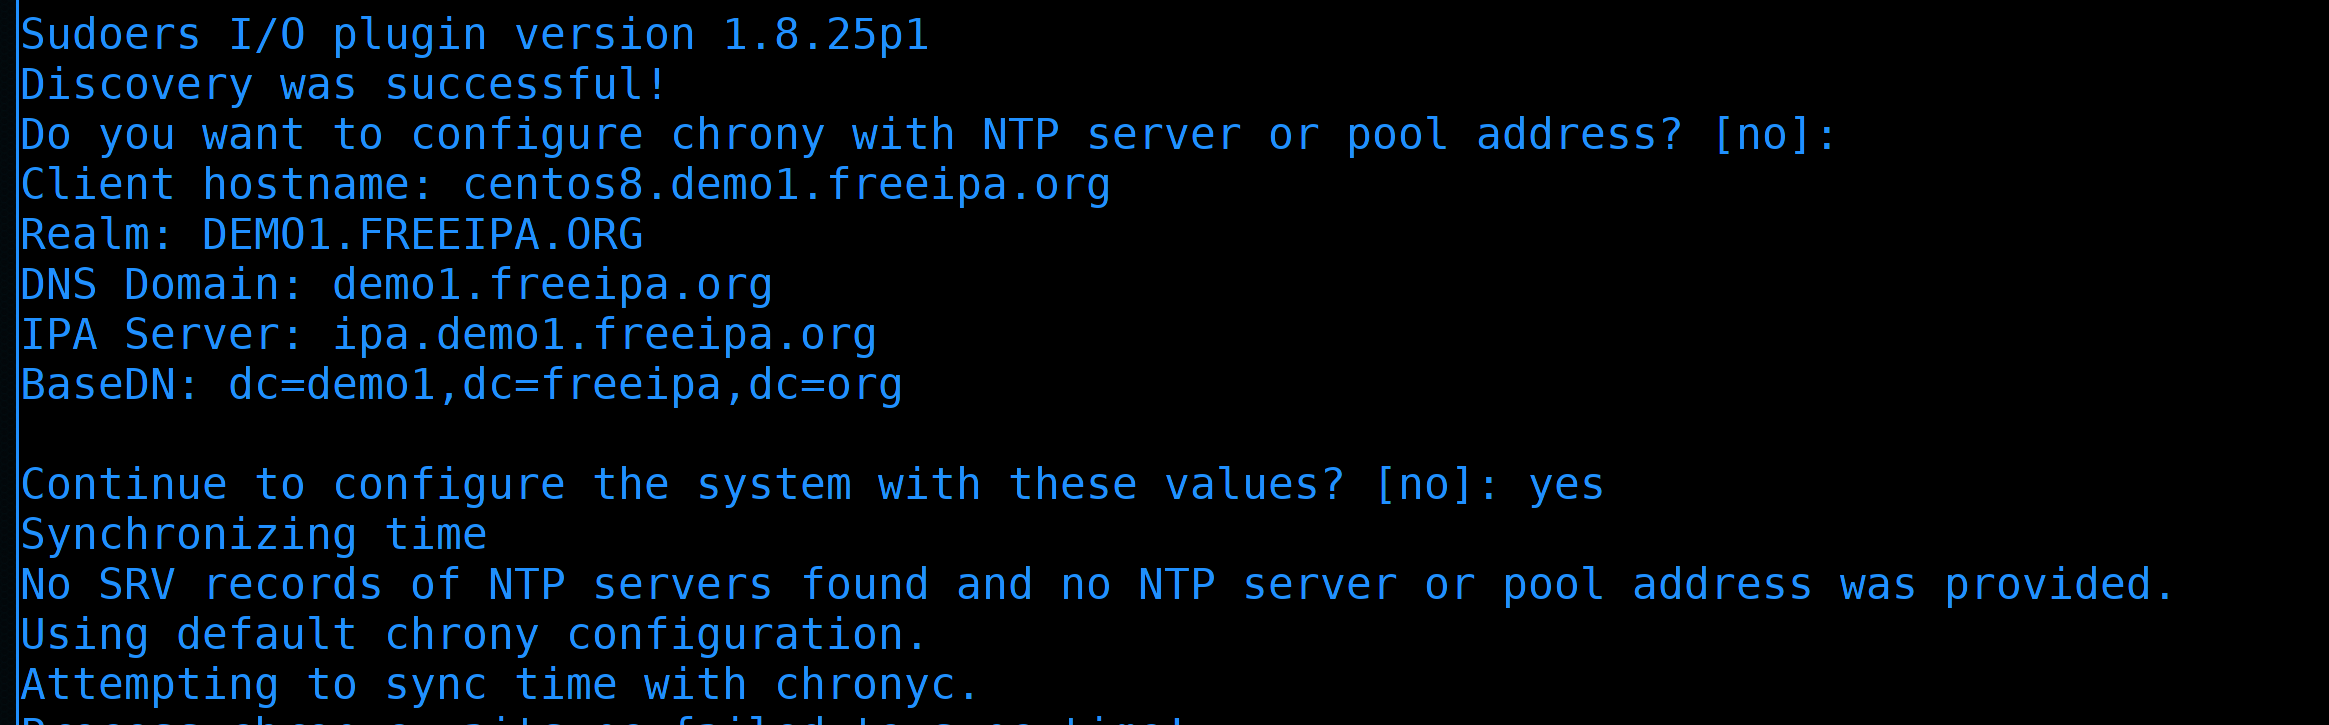 Sudoers I/O plugin version 1.8.25p1
Discovery was successful!
Do you want to configure chrony with NTP server or pool address? [no]:
Client hostname: centos8.demo1.freeipa.org
Realm: DEMO1.FREEIPA.ORG
DNS Domain: demo1.freeipa.org
IPA Server: ipa.demo1.freeipa.org
BaseDN: dc=demo1,dc=freeipa,dc=org
Continue to configure the system with these values? [no]: yes
Synchronizing time
No SRV records of NTP servers found and no NTP server or pool address was provided.
Using default chrony configuration.
Attempting to sync time with chronyc.